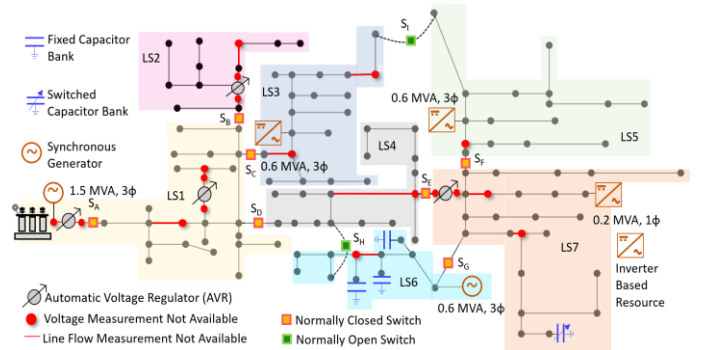 Fixed Capacitor
Bank
Switched
Capacitor Bank
Synchronous
Generator
1.5 MVA, 3ϕ
S_A
LS2
S_B
LS3
S_C
0.6 MVA, 3ϕ
LS1
S_D
LS4
S_E
S_I
0.6 MVA, 3ϕ
LS5
S_F
0.2 MVA, 1ϕ
LS7
Inverter
Based
Resource
S_H
LS6
S_G
0.6 MVA, 3ϕ
Automatic Voltage Regulator (AVR)
Voltage Measurement Not Available
Line Flow Measurement Not Available
Normally Closed Switch
Normally Open Switch